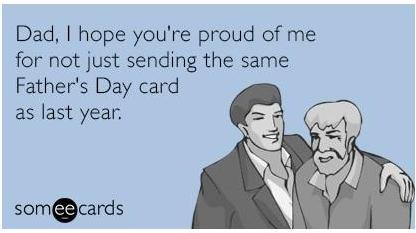 Dad, I hope you're proud of me
for not just sending the same
Father's Day card
as last year.
someecards